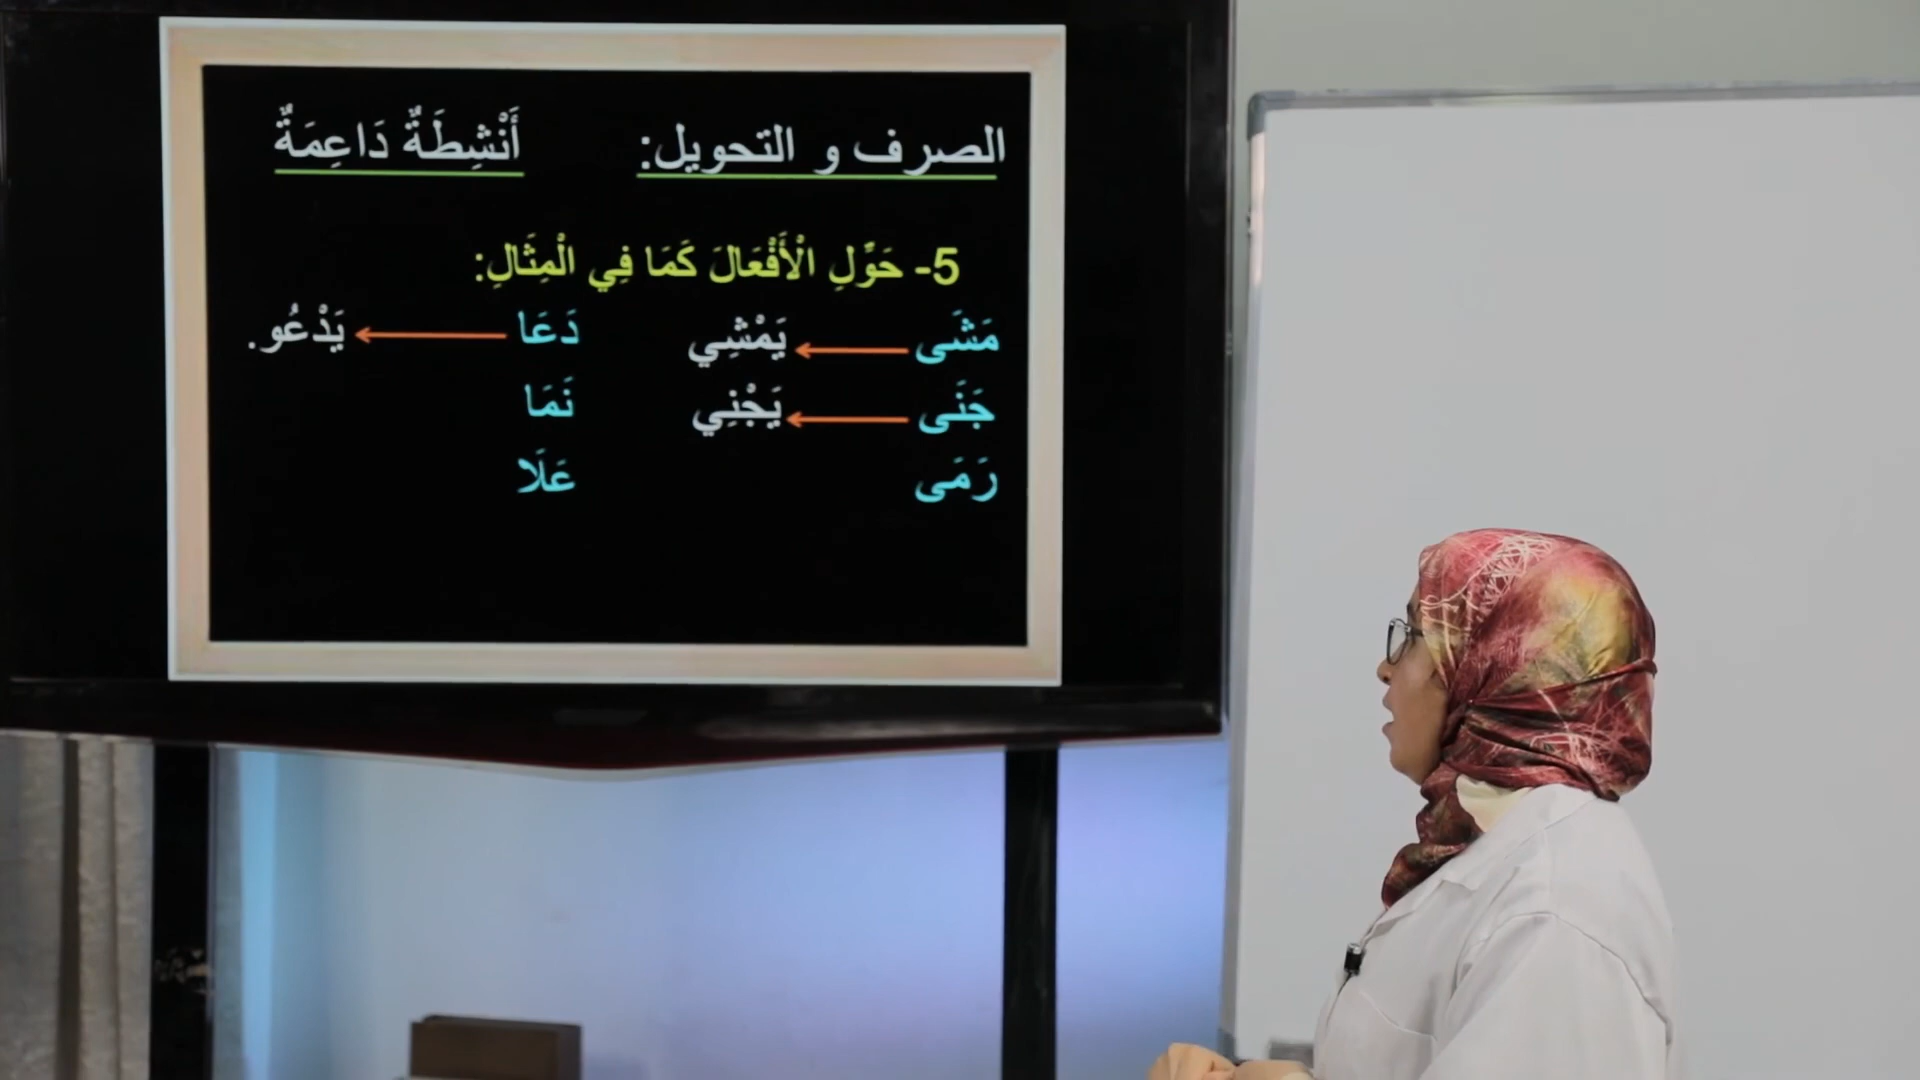 الصرف و التحويل: أَنْشِطَةٌ دَاعِمَةٌ
5- حَوِّلِ الْأَفْعَالَ كَمَا فِي الْمِثَالِ:
مَشَى ← يَمْشِي دَعَا ← يَدْعُو.
جَنَى ← يَجْنِي نَمَا
رَمَى عَلَا